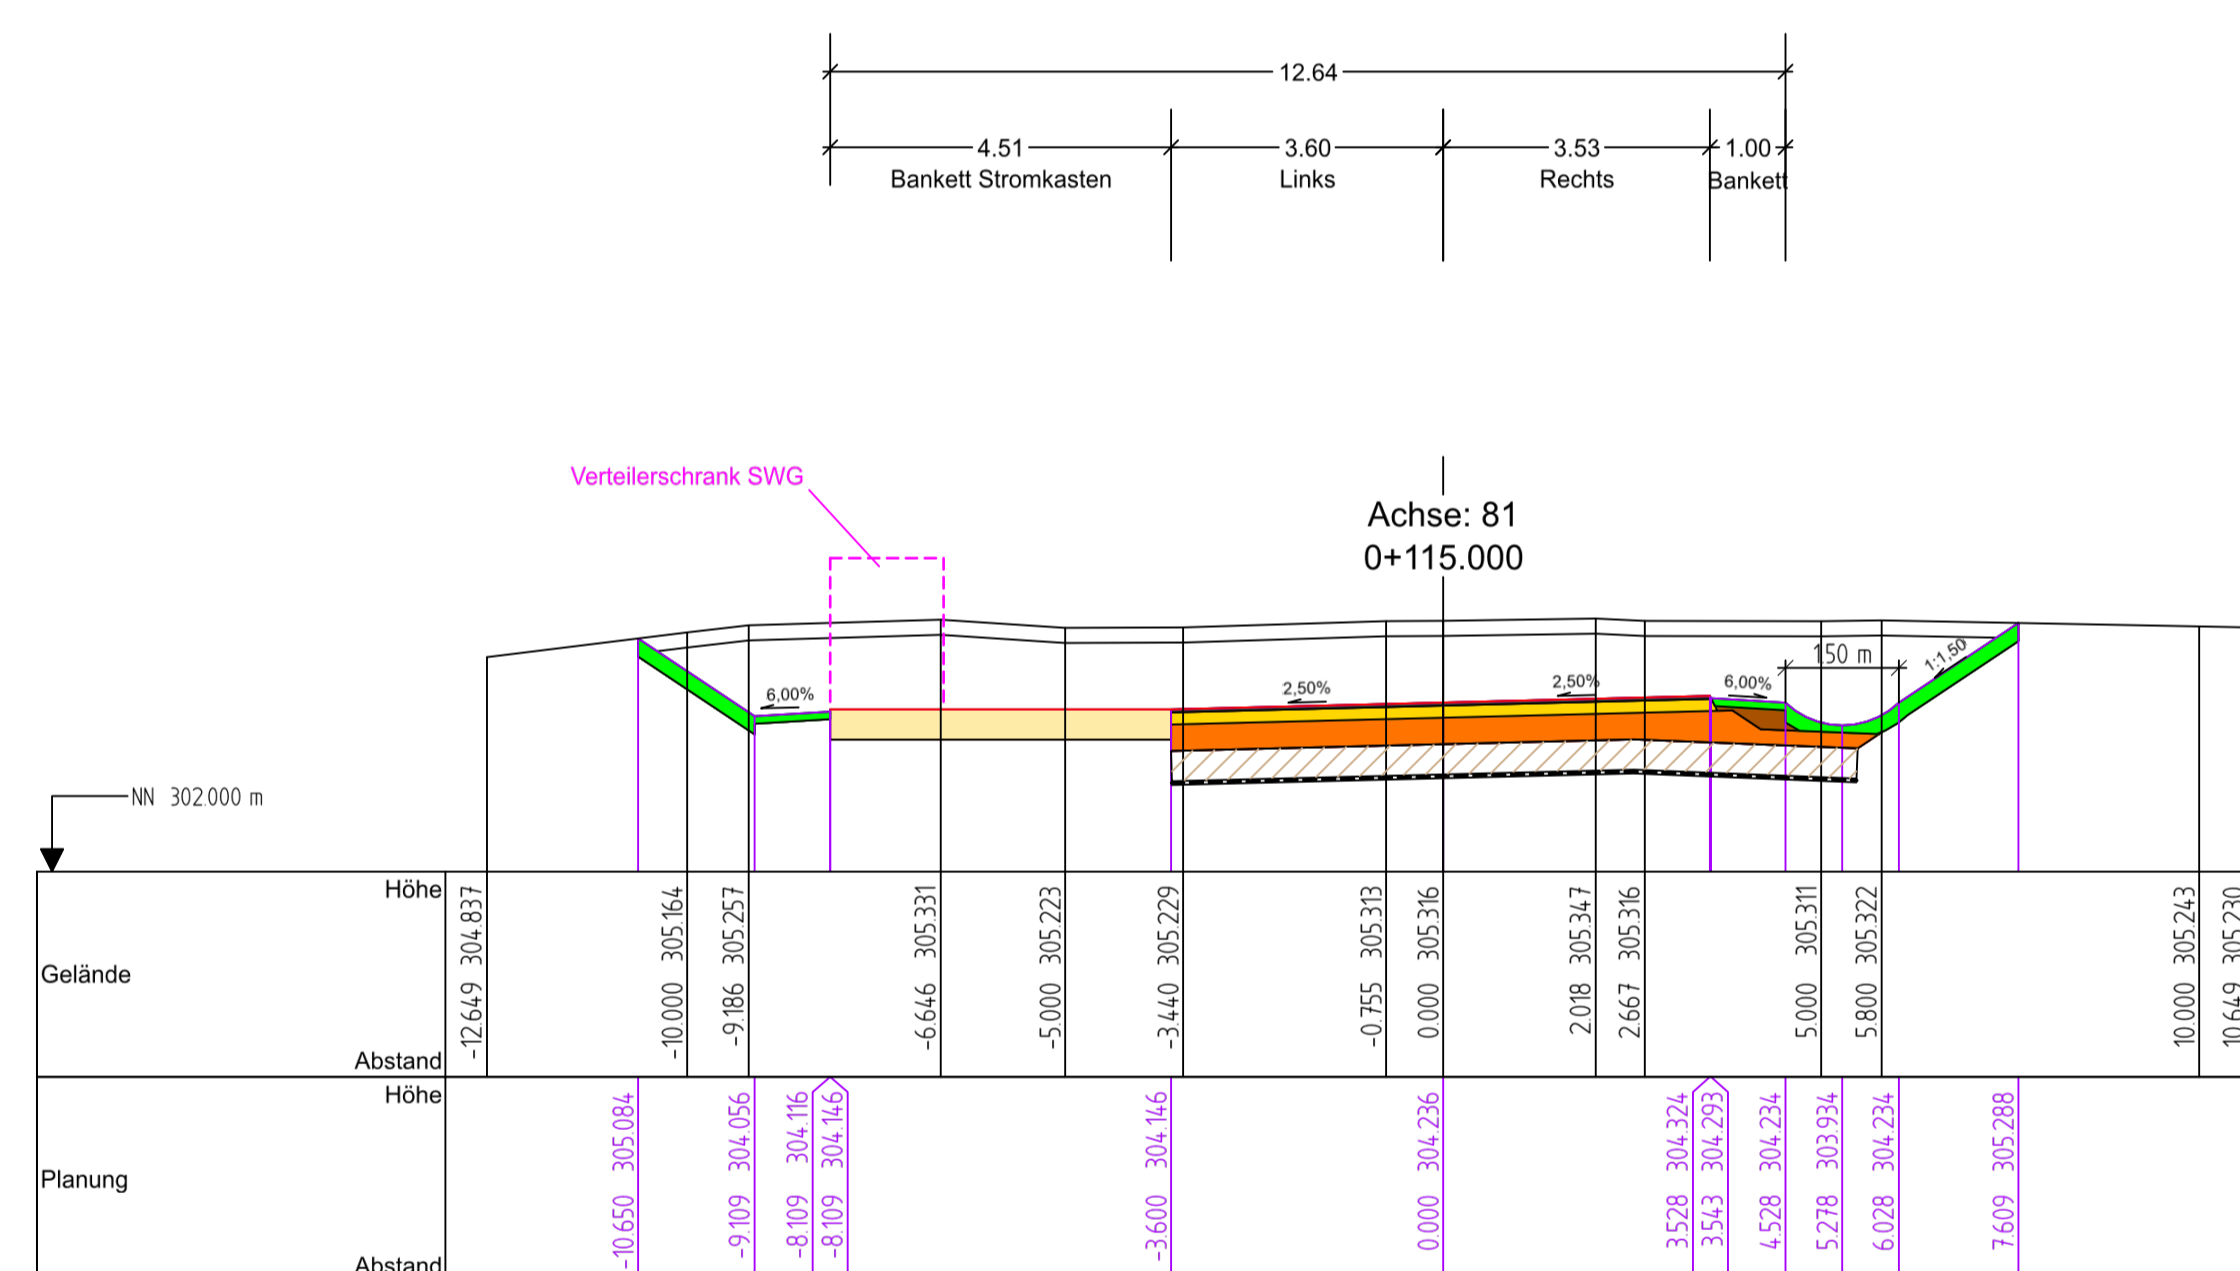 12.64
4.51 3.60 3.53 1.00
Bankett Stromkasten Links Rechts Bankett
Verteilerschrank SWG
Achse: 81
0+115.000
150 m
1:1,50
6,00% 2,50% 2,50% 6,00%
NN 302.000 m
Höhe
304.837 305.164 305.257 305.331 305.223 305.229 305.313 305.316 305.347 305.316 305.311 305.322 305.243 305.230
Gelände
-12.649 -10.000 -9.186 -6.646 -5.000 -3.440 -0.755 0.000 2.018 2.667 5.000 5.800 10.000 10.649
Abstand
Höhe
305.084 304.056 304.116 304.146 304.146 304.236 304.324 304.293 304.234 303.934 304.234 305.288
Planung
-10.650 -9.109 -8.109 -8.109 -3.600 0.000 3.528 3.543 4.528 5.278 6.028 7.609
Abstand